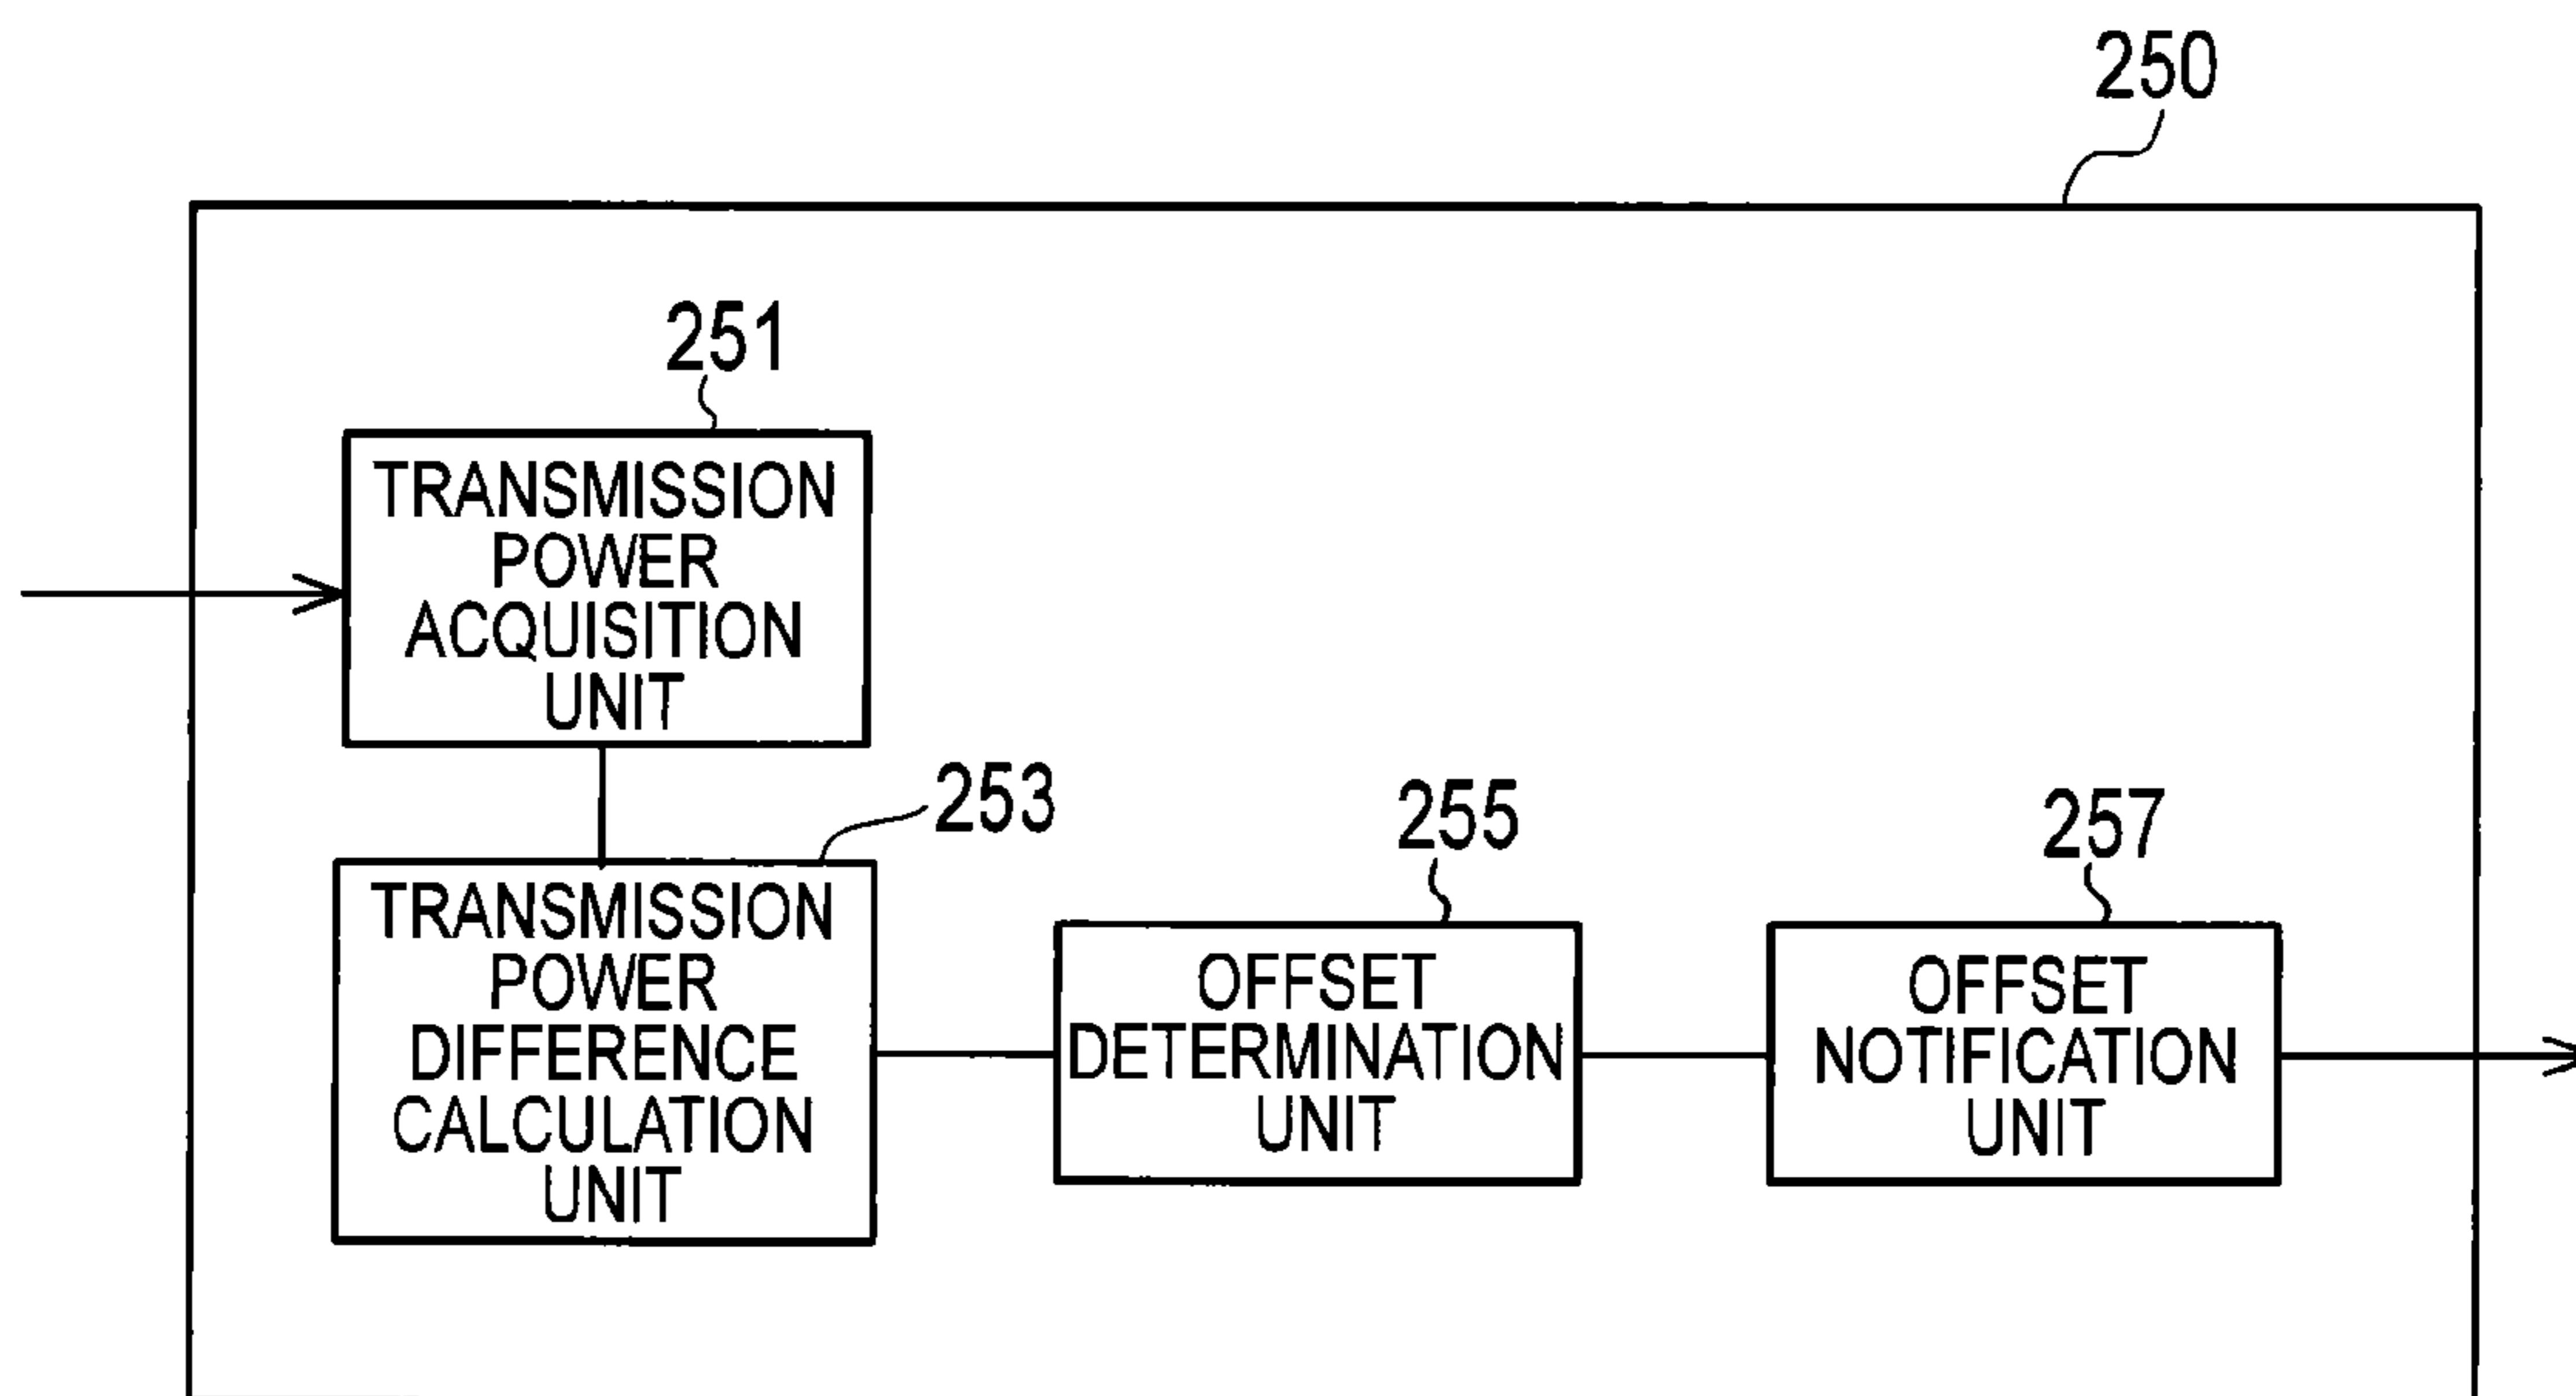 250
251
TRANSMISSION
POWER
ACQUISITION
UNIT
253
TRANSMISSION
POWER
DIFFERENCE
CALCULATION
UNIT
255
OFFSET
DETERMINATION
UNIT
257
OFFSET
NOTIFICATION
UNIT